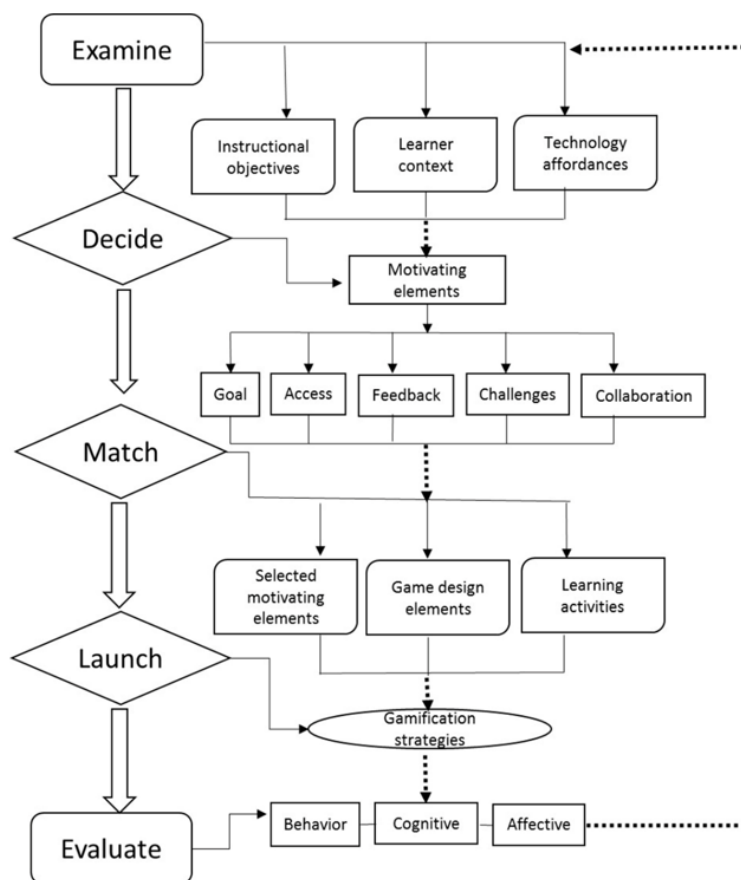 Examine
Instructional
objectives
Learner
context
Technology
affordances
Decide
Motivating
elements
Goal
Access
Feedback
Challenges
Collaboration
Match
Selected
motivating
elements
Game design
elements
Learning
activities
Launch
Gamification
strategies
Evaluate
Behavior
Cognitive
Affective